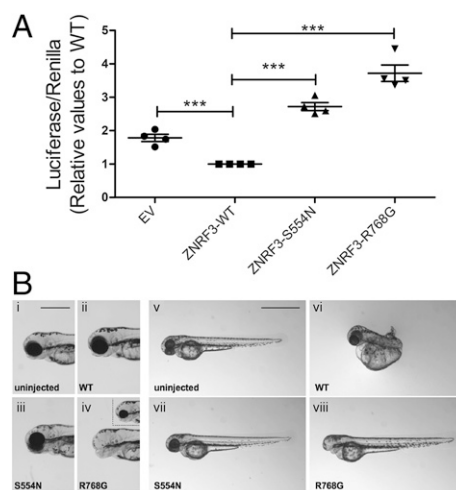 A
Luciferase/Renilla
(Relative values to WT)
5
4
3
2
1
0
***
***
***
EV
ZNRF3-WT
ZNRF3-S554N
ZNRF3-R768G
B
i
uninjected
ii
WT
iii
S554N
iv
R768G
v
uninjected
vi
WT
vii
S554N
viii
R768G